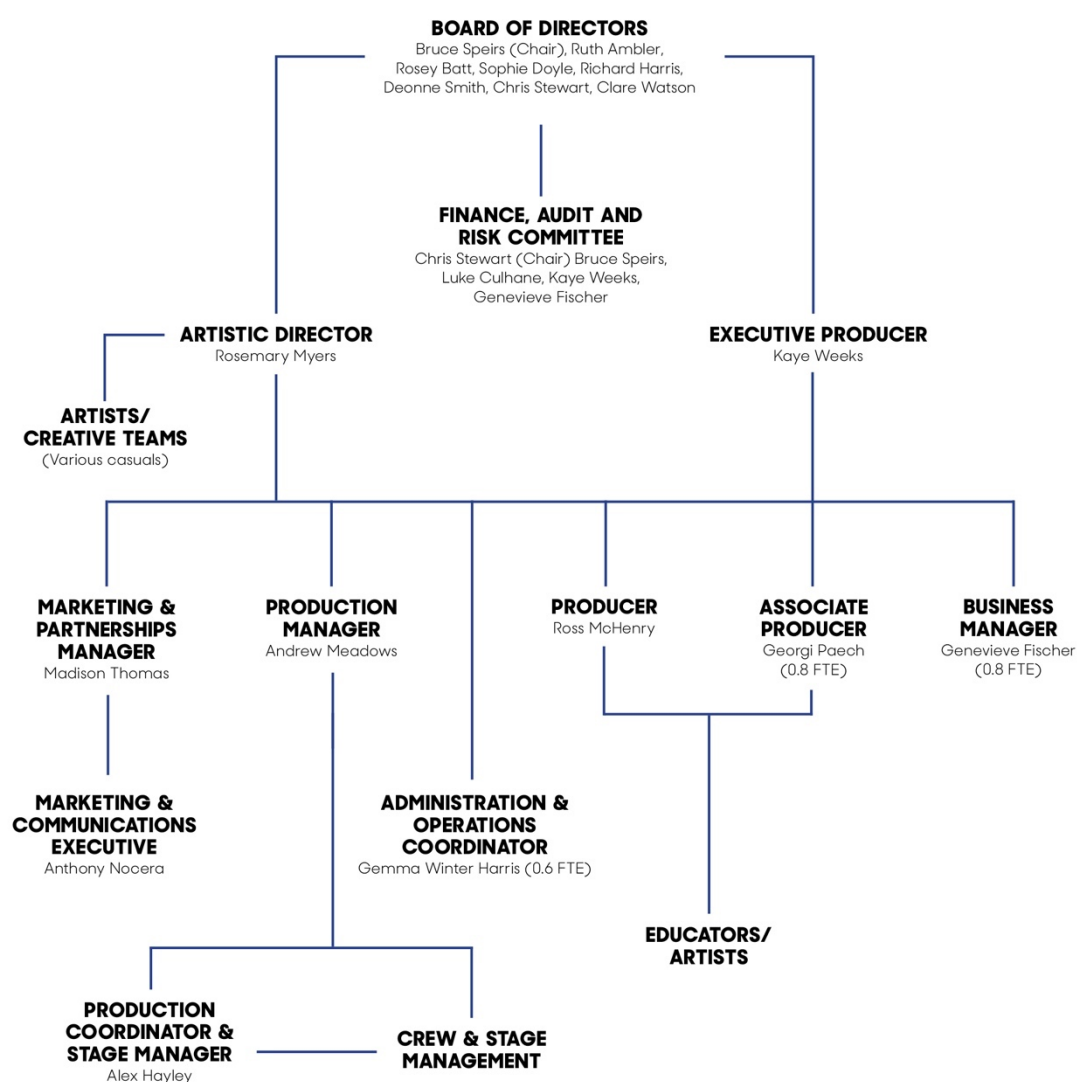 BOARD OF DIRECTORS
Bruce Speirs (Chair), Ruth Ambler,
Rosey Batt, Sophie Doyle, Richard Harris,
Deonne Smith, Chris Stewart, Clare Watson
FINANCE, AUDIT AND
RISK COMMITTEE
Chris Stewart (Chair) Bruce Speirs,
Luke Culhane, Kaye Weeks,
Genevieve Fischer
ARTISTIC DIRECTOR
Rosemary Myers
EXECUTIVE PRODUCER
Kaye Weeks
ARTISTS/
CREATIVE TEAMS
(Various casuals)
MARKETING &
PARTNERSHIPS
MANAGER
Madison Thomas
PRODUCTION
MANAGER
Andrew Meadows
PRODUCER
Ross McHenry
ASSOCIATE
PRODUCER
Georgi Paech
(0.8 FTE)
BUSINESS
MANAGER
Genevieve Fischer
(0.8 FTE)
MARKETING &
COMMUNICATIONS
EXECUTIVE
Anthony Nocera
ADMINISTRATION &
OPERATIONS
COORDINATOR
Gemma Winter Harris (0.6 FTE)
EDUCATORS/
ARTISTS
PRODUCTION
COORDINATOR &
STAGE MANAGER
Alex Hayley
CREW & STAGE
MANAGEMENT